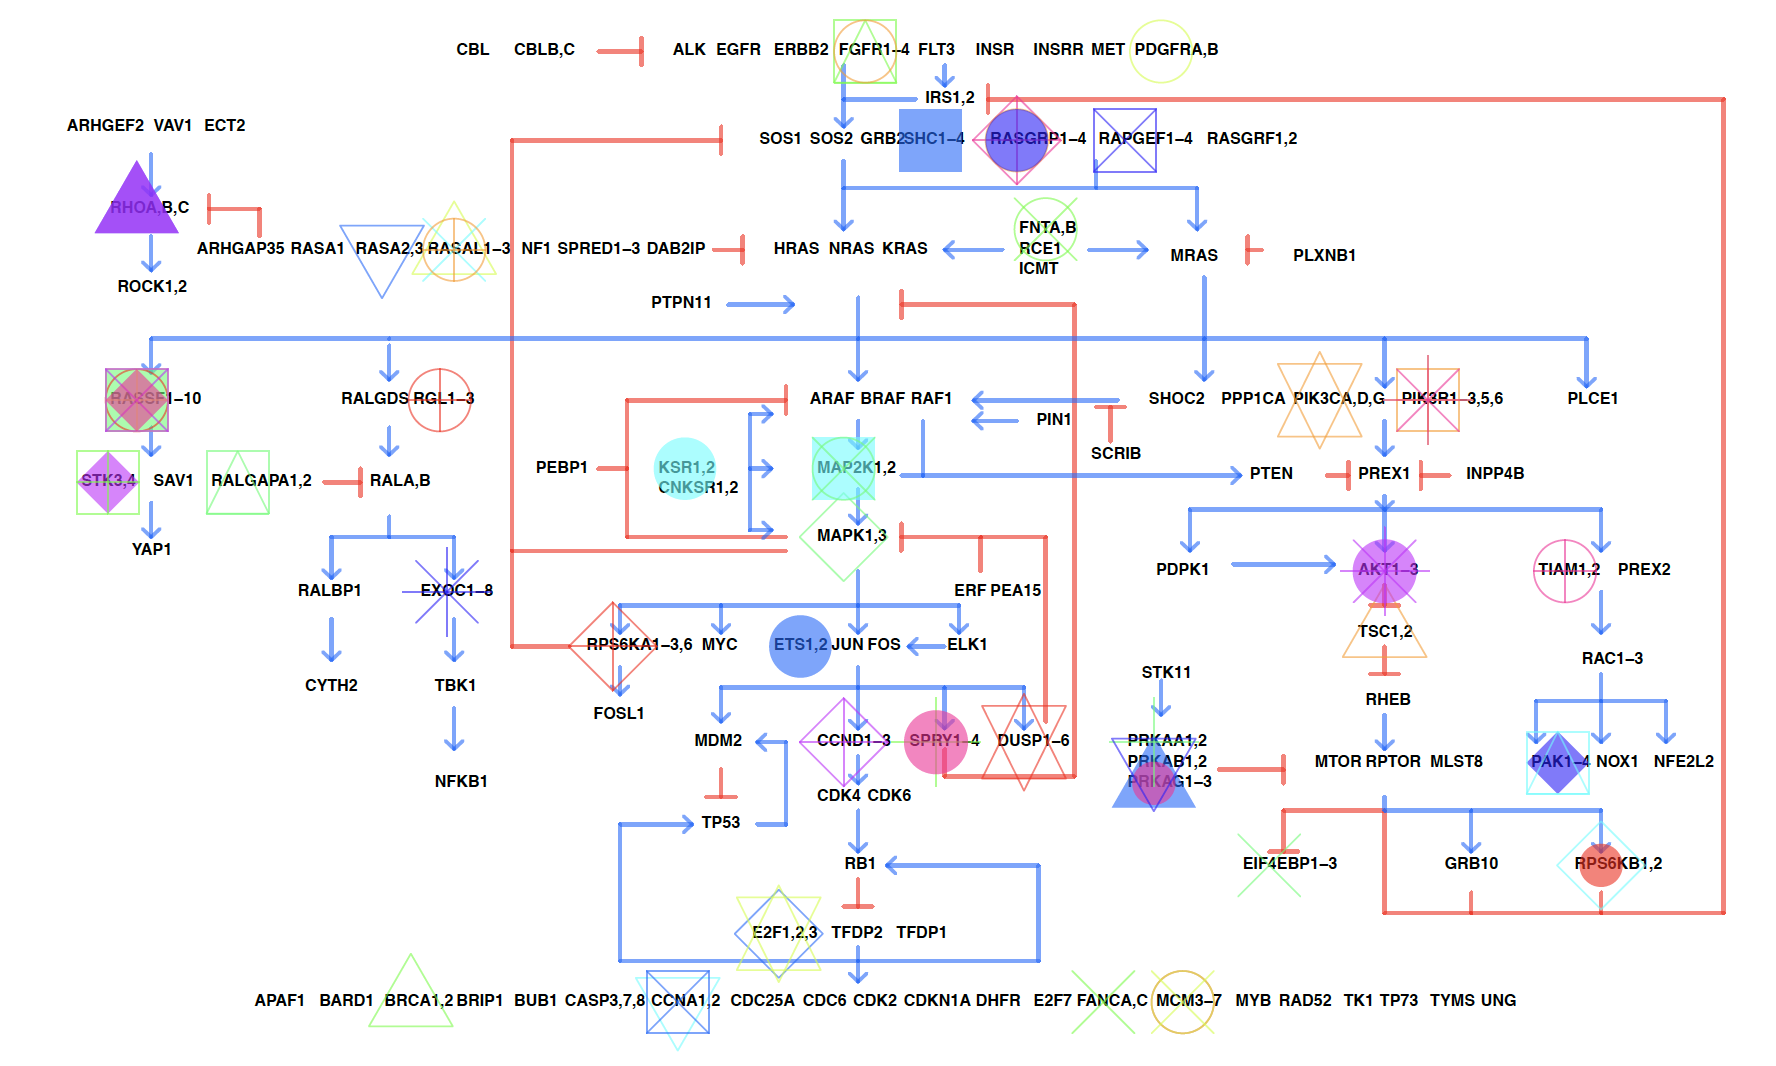 CBL CBLB,C ALK EGFR ERBB2 FGFR1–4 FLT3 INSR INSRR MET PDGFRA,B
IRS1,2
ARHGEF2 VAV1 ECT2
SOS1 SOS2 GRB2 SHC1–4 RASGRP1–4 RAPGEF1–4 RASGRF1,2
RHOA,B,C
FNTA,B
ARHGAP35 RASA1 RASA2,3 RASAL1–3 NF1 SPRED1–3 DAB2IP HRAS NRAS KRAS RCE1 MRAS PLXNB1
ICMT
ROCK1,2
PTPN11
RASSF1–10 RALGDS RGL1–3 ARAF BRAF RAF1 SHOC2 PPP1CA PIK3CA,D,G PIK3R1–3,5,6 PLCE1
PIN1
SCRIB
PEBP1 KSR1,2 MAP2K1,2
STK3,4 SAV1 RALGAPA1,2 RALA,B CNKSR1,2 PTEN PREX1 INPP4B
YAP1 MAPK1,3
PDPK1 AKT1–3 TIAM1,2 PREX2
RALBP1 EXOC1–8 ERF PEA15
TSC1,2
RPS6KA1–3,6 MYC ETS1,2 JUN FOS ELK1
RAC1–3
STK11
CYTH2 TBK1 RHEB
FOSL1
MDM2 CCND1–3 SPRY1–4 DUSP1–6 PRKAA1,2
PRKAB1,2 MTOR RPTOR MLST8 PAK1–4 NOX1 NFE2L2
NFKB1 PRKAG1–3
CDK4 CDK6
TP53
RB1 EIF4EBP1–3 GRB10 RPS6KB1,2
E2F1,2,3 TFDP2 TFDP1
APAF1 BARD1 BRCA1,2 BRIP1 BUB1 CASP3,7,8 CCNA1,2 CDC25A CDC6 CDK2 CDKN1A DHFR E2F7 FANCA,C MCM3–7 MYB RAD52 TK1 TP73 TYMS UNG